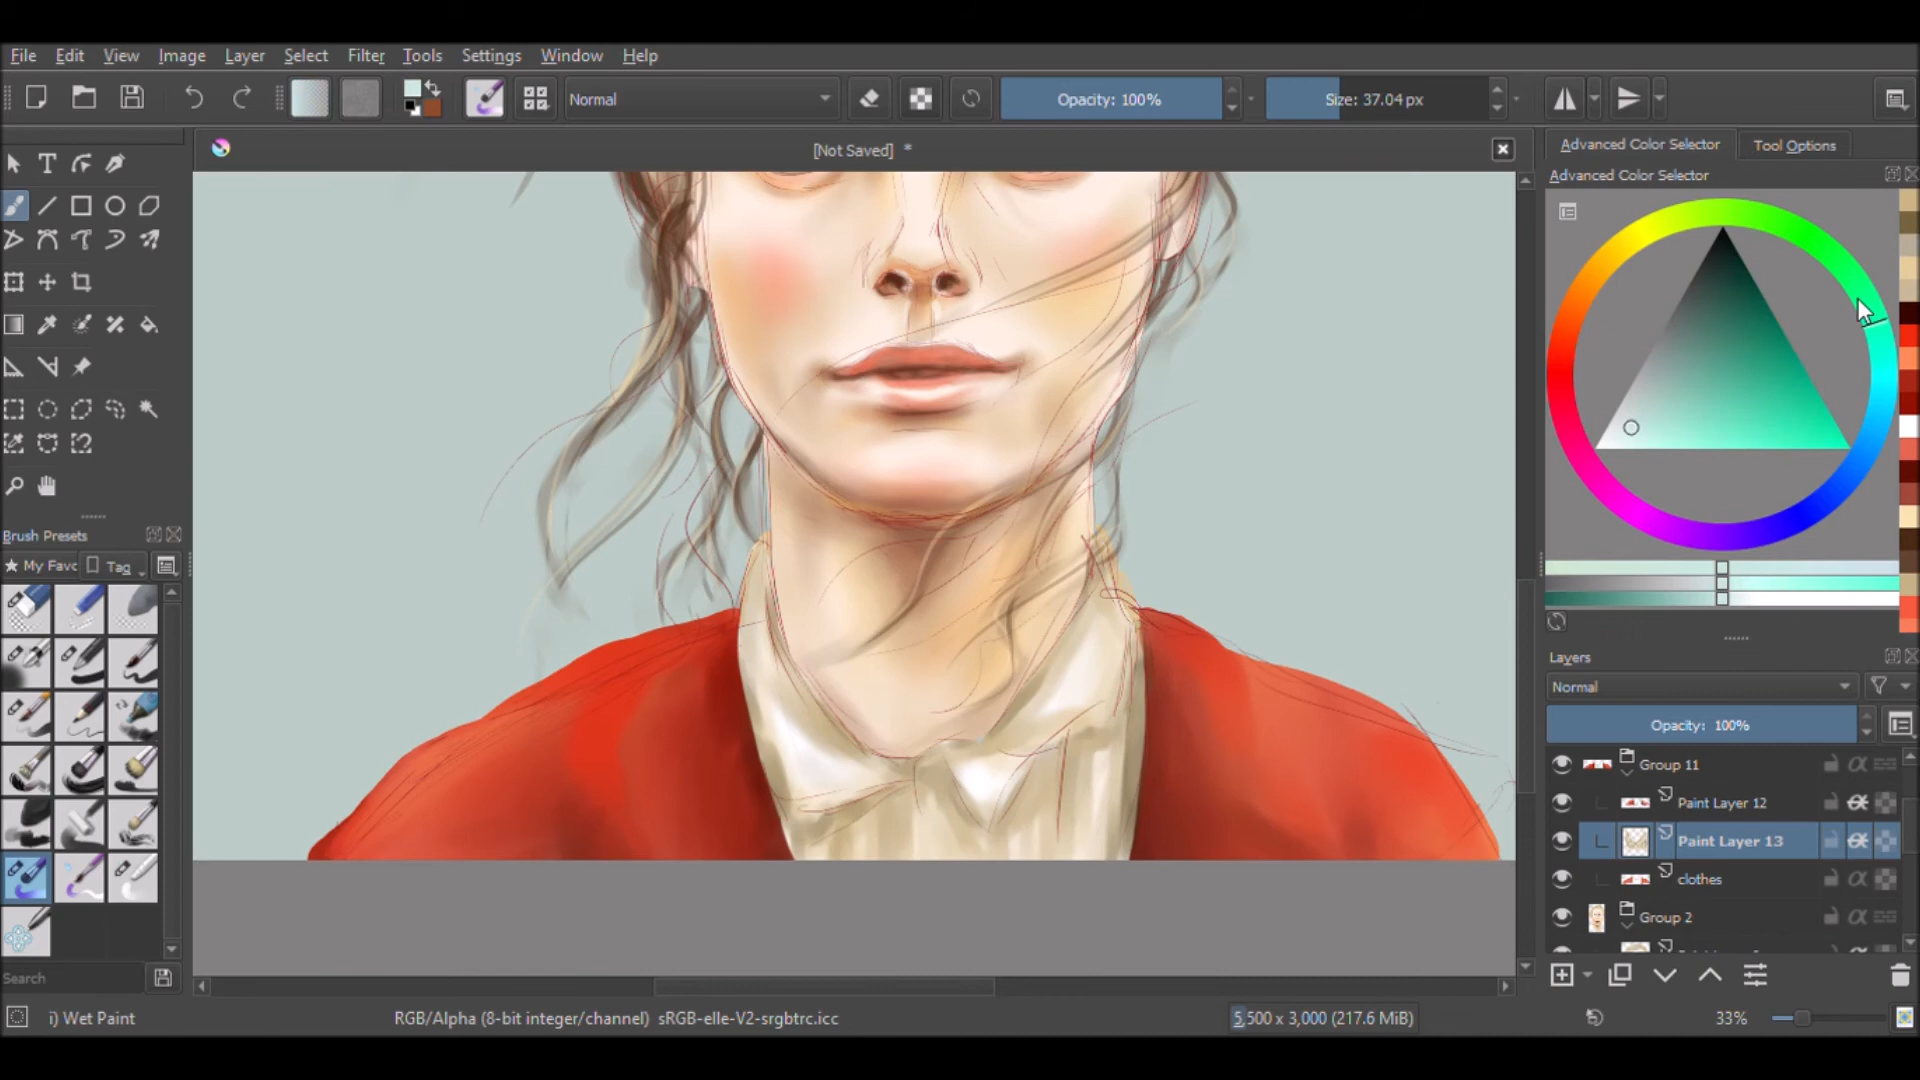 File Edit View Image Layer Select Filter Tools Settings Window Help
Normal
Opacity: 100%
Size: 37.04 px
[Not Saved] *
Advanced Color Selector
Tool Options
Advanced Color Selector
Brush Presets
My Favo
Tag
Search
Layers
Normal
Opacity: 100%
Group 11
Paint Layer 12
Paint Layer 13
clothes
Group 2
i) Wet Paint
RGB/Alpha (8-bit integer/channel) sRGB-elle-V2-srgbtrc.icc
5,500 x 3,000 (217.6 MiB)
33%